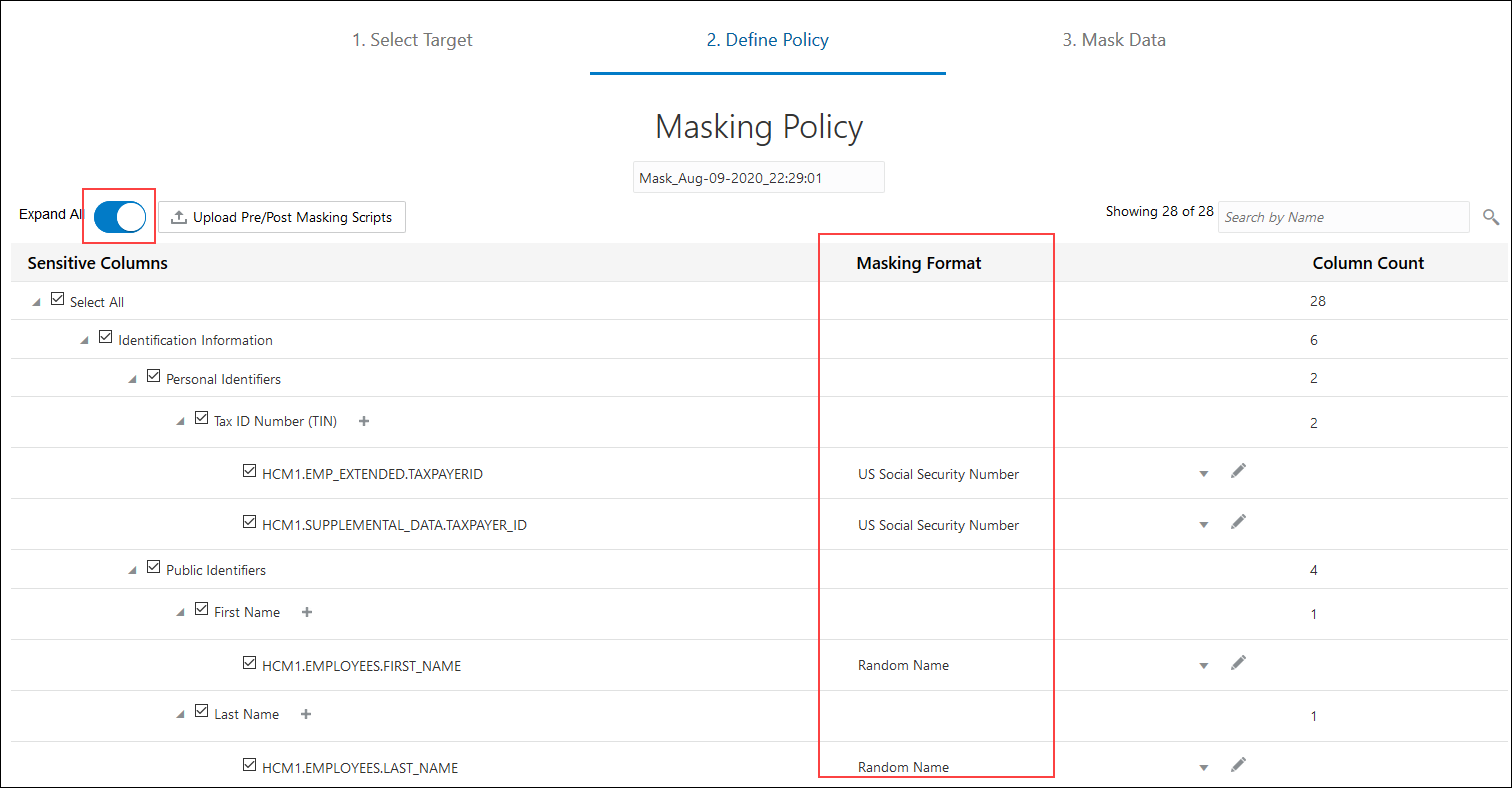 1. Select Target 2. Define Policy 3. Mask Data
Masking Policy
Mask_Aug-09-2020_22:29:01
Expand All Upload Pre/Post Masking Scripts Showing 28 of 28 Search by Name
Sensitive Columns Masking Format Column Count
Select All 28
Identification Information 6
Personal Identifiers 2
Tax ID Number (TIN) + 2
HCM1.EMP_EXTENDED.TAXPAYERID US Social Security Number
HCM1.SUPPLEMENTAL_DATA.TAXPAYER_ID US Social Security Number
Public Identifiers 4
First Name + 1
HCM1.EMPLOYEES.FIRST_NAME Random Name
Last Name + 1
HCM1.EMPLOYEES.LAST_NAME Random Name